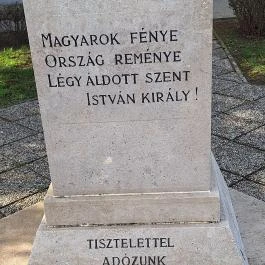 MAGYAROK FÉNYE
ORSZÁG REMÉNYE
LÉGY ÁLDOTT SZENT
ISTVÁN KIRÁLY!
TISZTELETTEL
ADÓZUNK